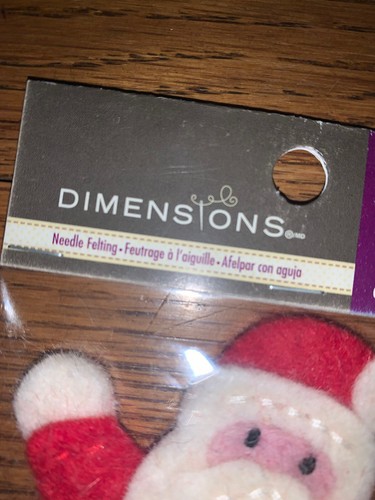 DIMENSIONS®
Needle Felting • Feutrage à l'aiguille • Afelpar con aguja